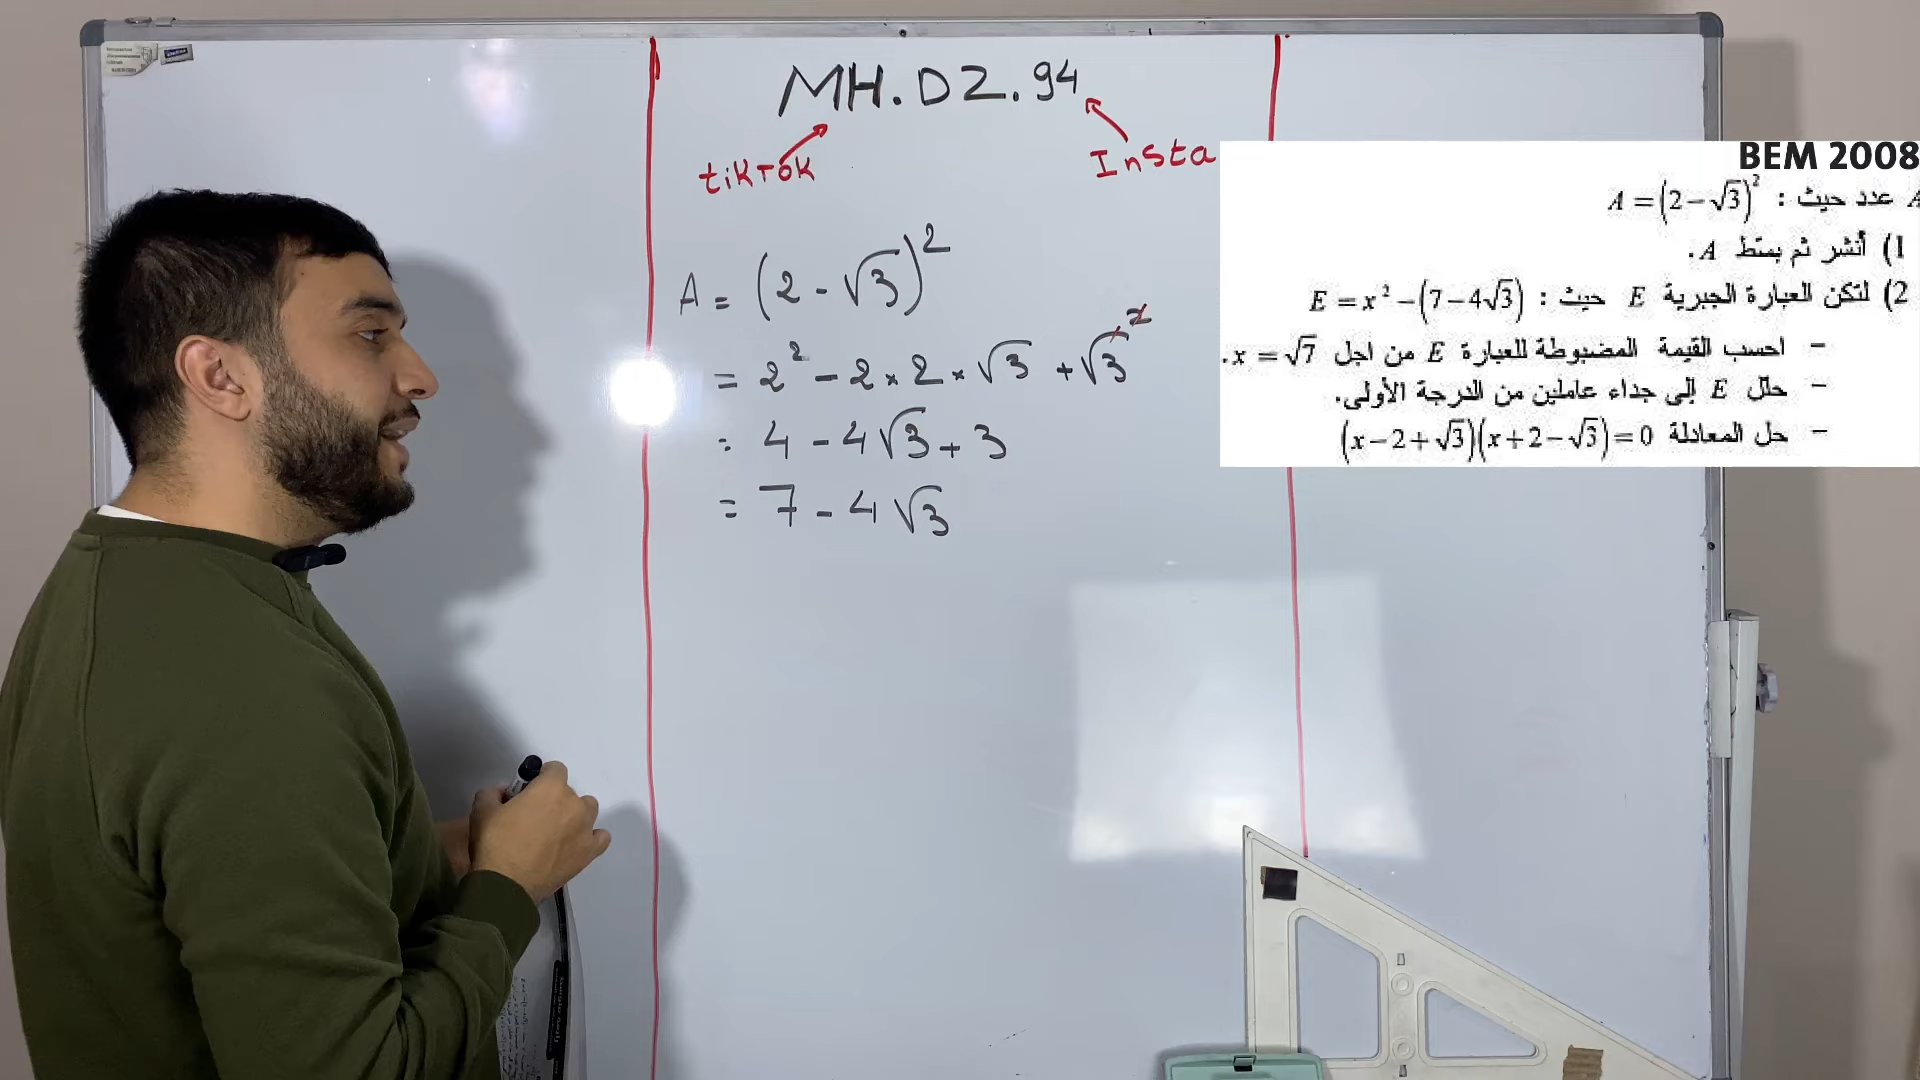 MH.DZ.94
tiktok
Insta
A = (2 - √3)²
= 2² - 2 × 2 × √3 + √3²
= 4 - 4√3 + 3
= 7 - 4√3
BEM 2008
A عدد حيث : A = (2-√3)²
1) أنشر ثم بسّط A.
2) لتكن العبارة الجبرية E حيث : E = x² - (7-4√3)
- احسب القيمة المضبوطة للعبارة E من اجل x = √7.
- حلل E إلى جداء عاملين من الدرجة الأولى.
- حل المعادلة (x-2+√3)(x+2-√3)=0